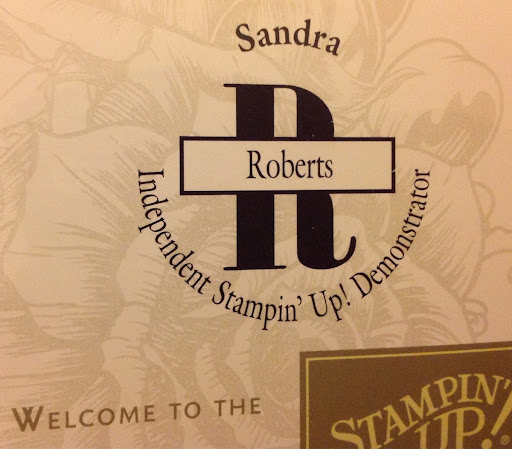 Sandra
R
Roberts
Independent Stampin' Up! Demonstrator
WELCOME TO THE
STAMPIN'
UP!®